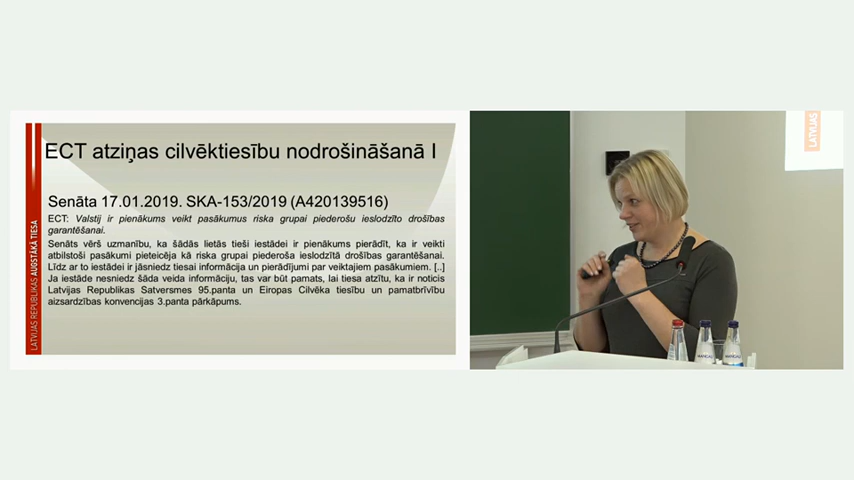 ECT atziņas cilvēktiesību nodrošināšanā I
Senāta 17.01.2019. SKA-153/2019 (A420139516)
ECT: Valstij ir pienākums veikt pasākumus riska grupai piederošu ieslodzīto drošības
garantēšanai.
Senāts vērš uzmanību, ka šādās lietās tieši iestādei ir pienākums pierādīt, ka ir veikti
atbilstoši pasākumi pieteicēja kā riska grupai piederoša ieslodzītā drošības garantēšanai.
Līdz ar to iestādei ir jāsniedz tiesai informācija un pierādījumi par veiktajiem pasākumiem. [..]
Ja iestāde nesniedz šāda veida informāciju, tas var būt pamats, lai tiesa atzītu, ka ir noticis
Latvijas Republikas Satversmes 95.panta un Eiropas Cilvēka tiesību un pamatbrīvību
aizsardzības konvencijas 3.panta pārkāpums.
LATVIJAS REPUBLIKAS AUGSTĀKĀ TIESA
LATVIJAS
MANGAĻI
MANGAĻI